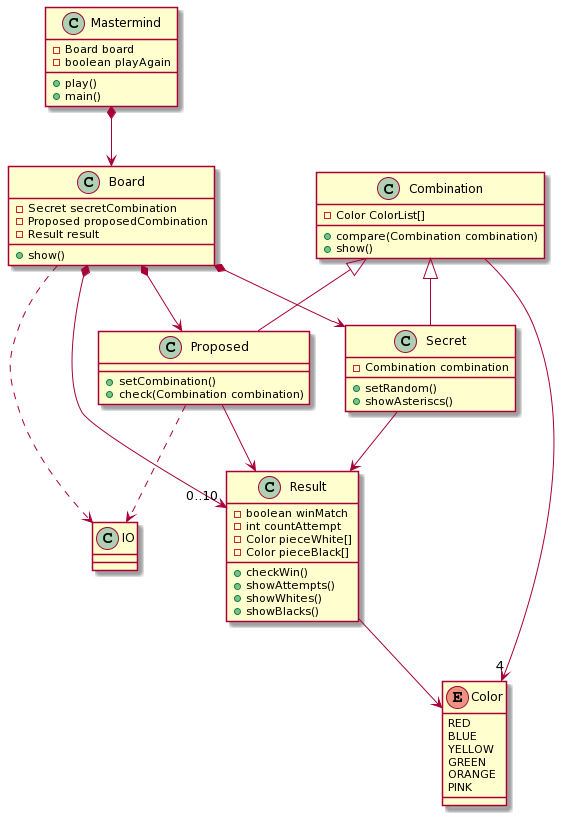 C Mastermind
Board board
boolean playAgain
play()
main()
C Board
Secret secretCombination
Proposed proposedCombination
Result result
show()
C Combination
Color ColorList[]
compare(Combination combination)
show()
C Proposed
setCombination()
check(Combination combination)
C Secret
Combination combination
setRandom()
showAsteriscs()
0..10
C Result
boolean winMatch
int countAttempt
Color pieceWhite[]
Color pieceBlack[]
checkWin()
showAttempts()
showWhites()
showBlacks()
C IO
4
E Color
RED
BLUE
YELLOW
GREEN
ORANGE
PINK